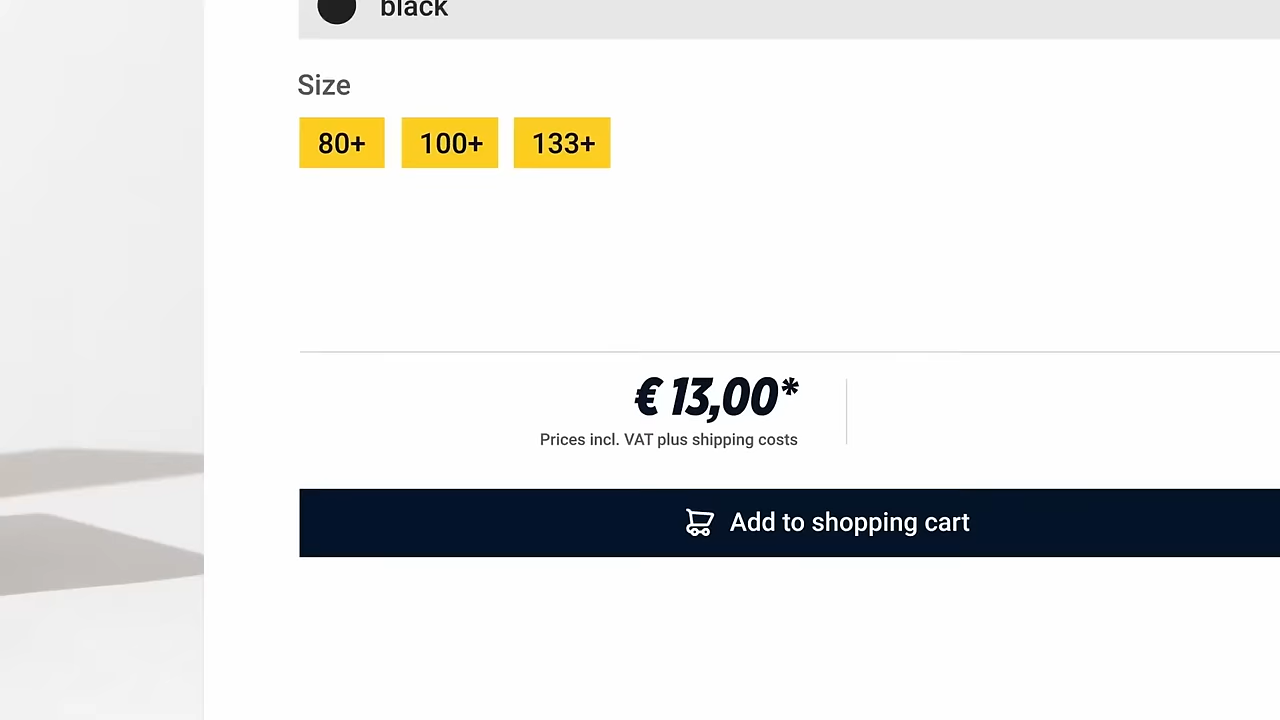 black
Size
80+ 100+ 133+
€ 13,00*
Prices incl. VAT plus shipping costs
Add to shopping cart